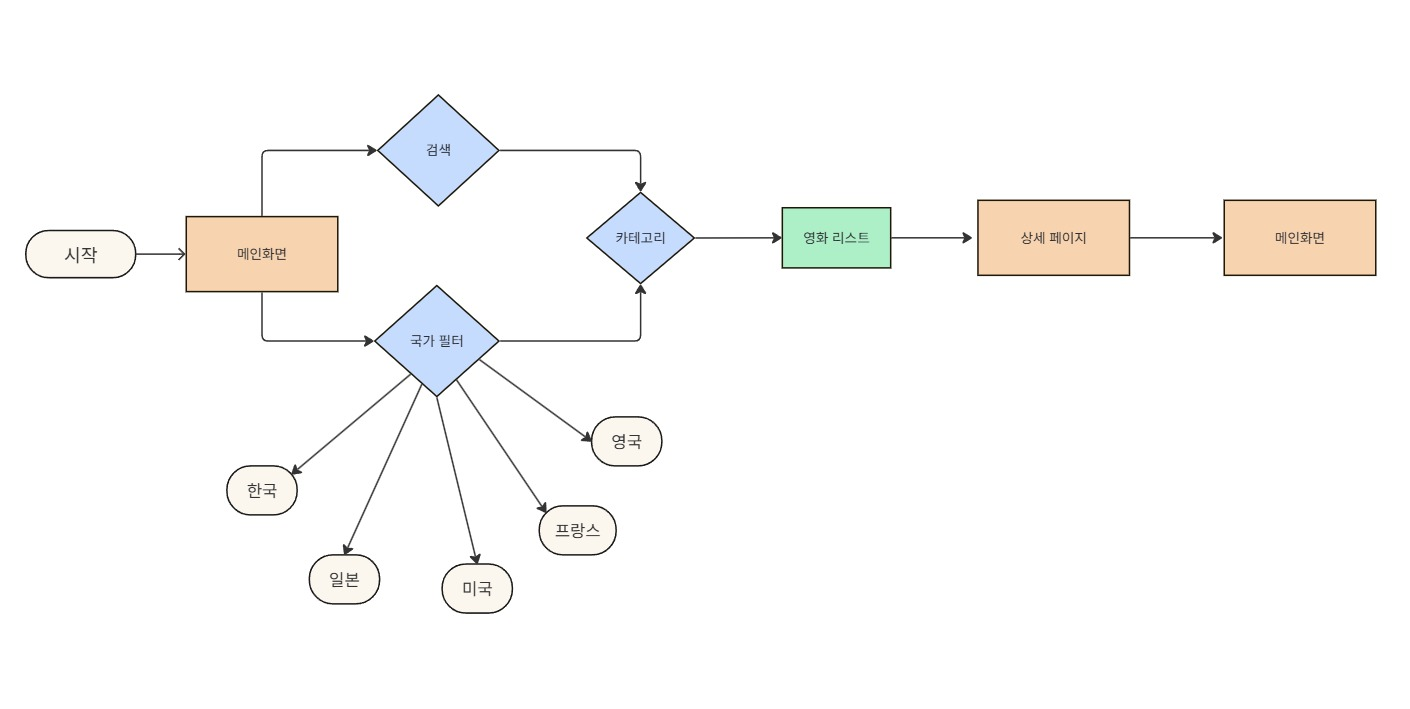 시작
메인화면
검색
국가 필터
카테고리
영화 리스트
상세 페이지
메인화면
한국
일본
미국
프랑스
영국